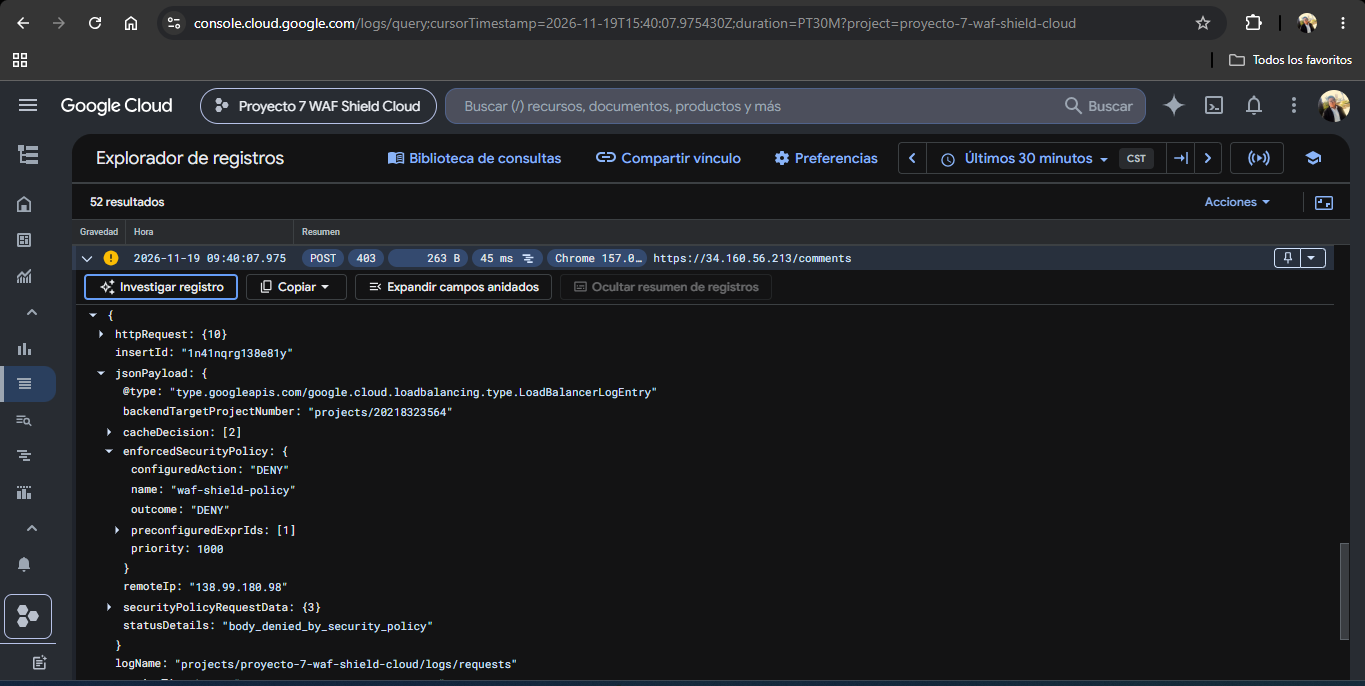 console.cloud.google.com/logs/query;cursorTimestamp=2026-11-19T15:40:07.975430Z;duration=PT30M?project=proyecto-7-waf-shield-cloud
Todos los favoritos
Google Cloud
Proyecto 7 WAF Shield Cloud
Buscar (/) recursos, documentos, productos y más
Buscar
Explorador de registros
Biblioteca de consultas
Compartir vínculo
Preferencias
Últimos 30 minutos
CST
52 resultados
Acciones
Gravedad Hora Resumen
2026-11-19 09:40:07.975 POST 403 263 B 45 ms Chrome 157.0… https://34.160.56.213/comments
Investigar registro Copiar Expandir campos anidados Ocultar resumen de registros
{
httpRequest: {10}
insertId: "1n41nqrg138e81y"
jsonPayload: {
@type: "type.googleapis.com/google.cloud.loadbalancing.type.LoadBalancerLogEntry"
backendTargetProjectNumber: "projects/20218323564"
cacheDecision: [2]
enforcedSecurityPolicy: {
configuredAction: "DENY"
name: "waf-shield-policy"
outcome: "DENY"
preconfiguredExprIds: [1]
priority: 1000
}
remoteIp: "138.99.180.98"
securityPolicyRequestData: {3}
statusDetails: "body_denied_by_security_policy"
}
logName: "projects/proyecto-7-waf-shield-cloud/logs/requests"